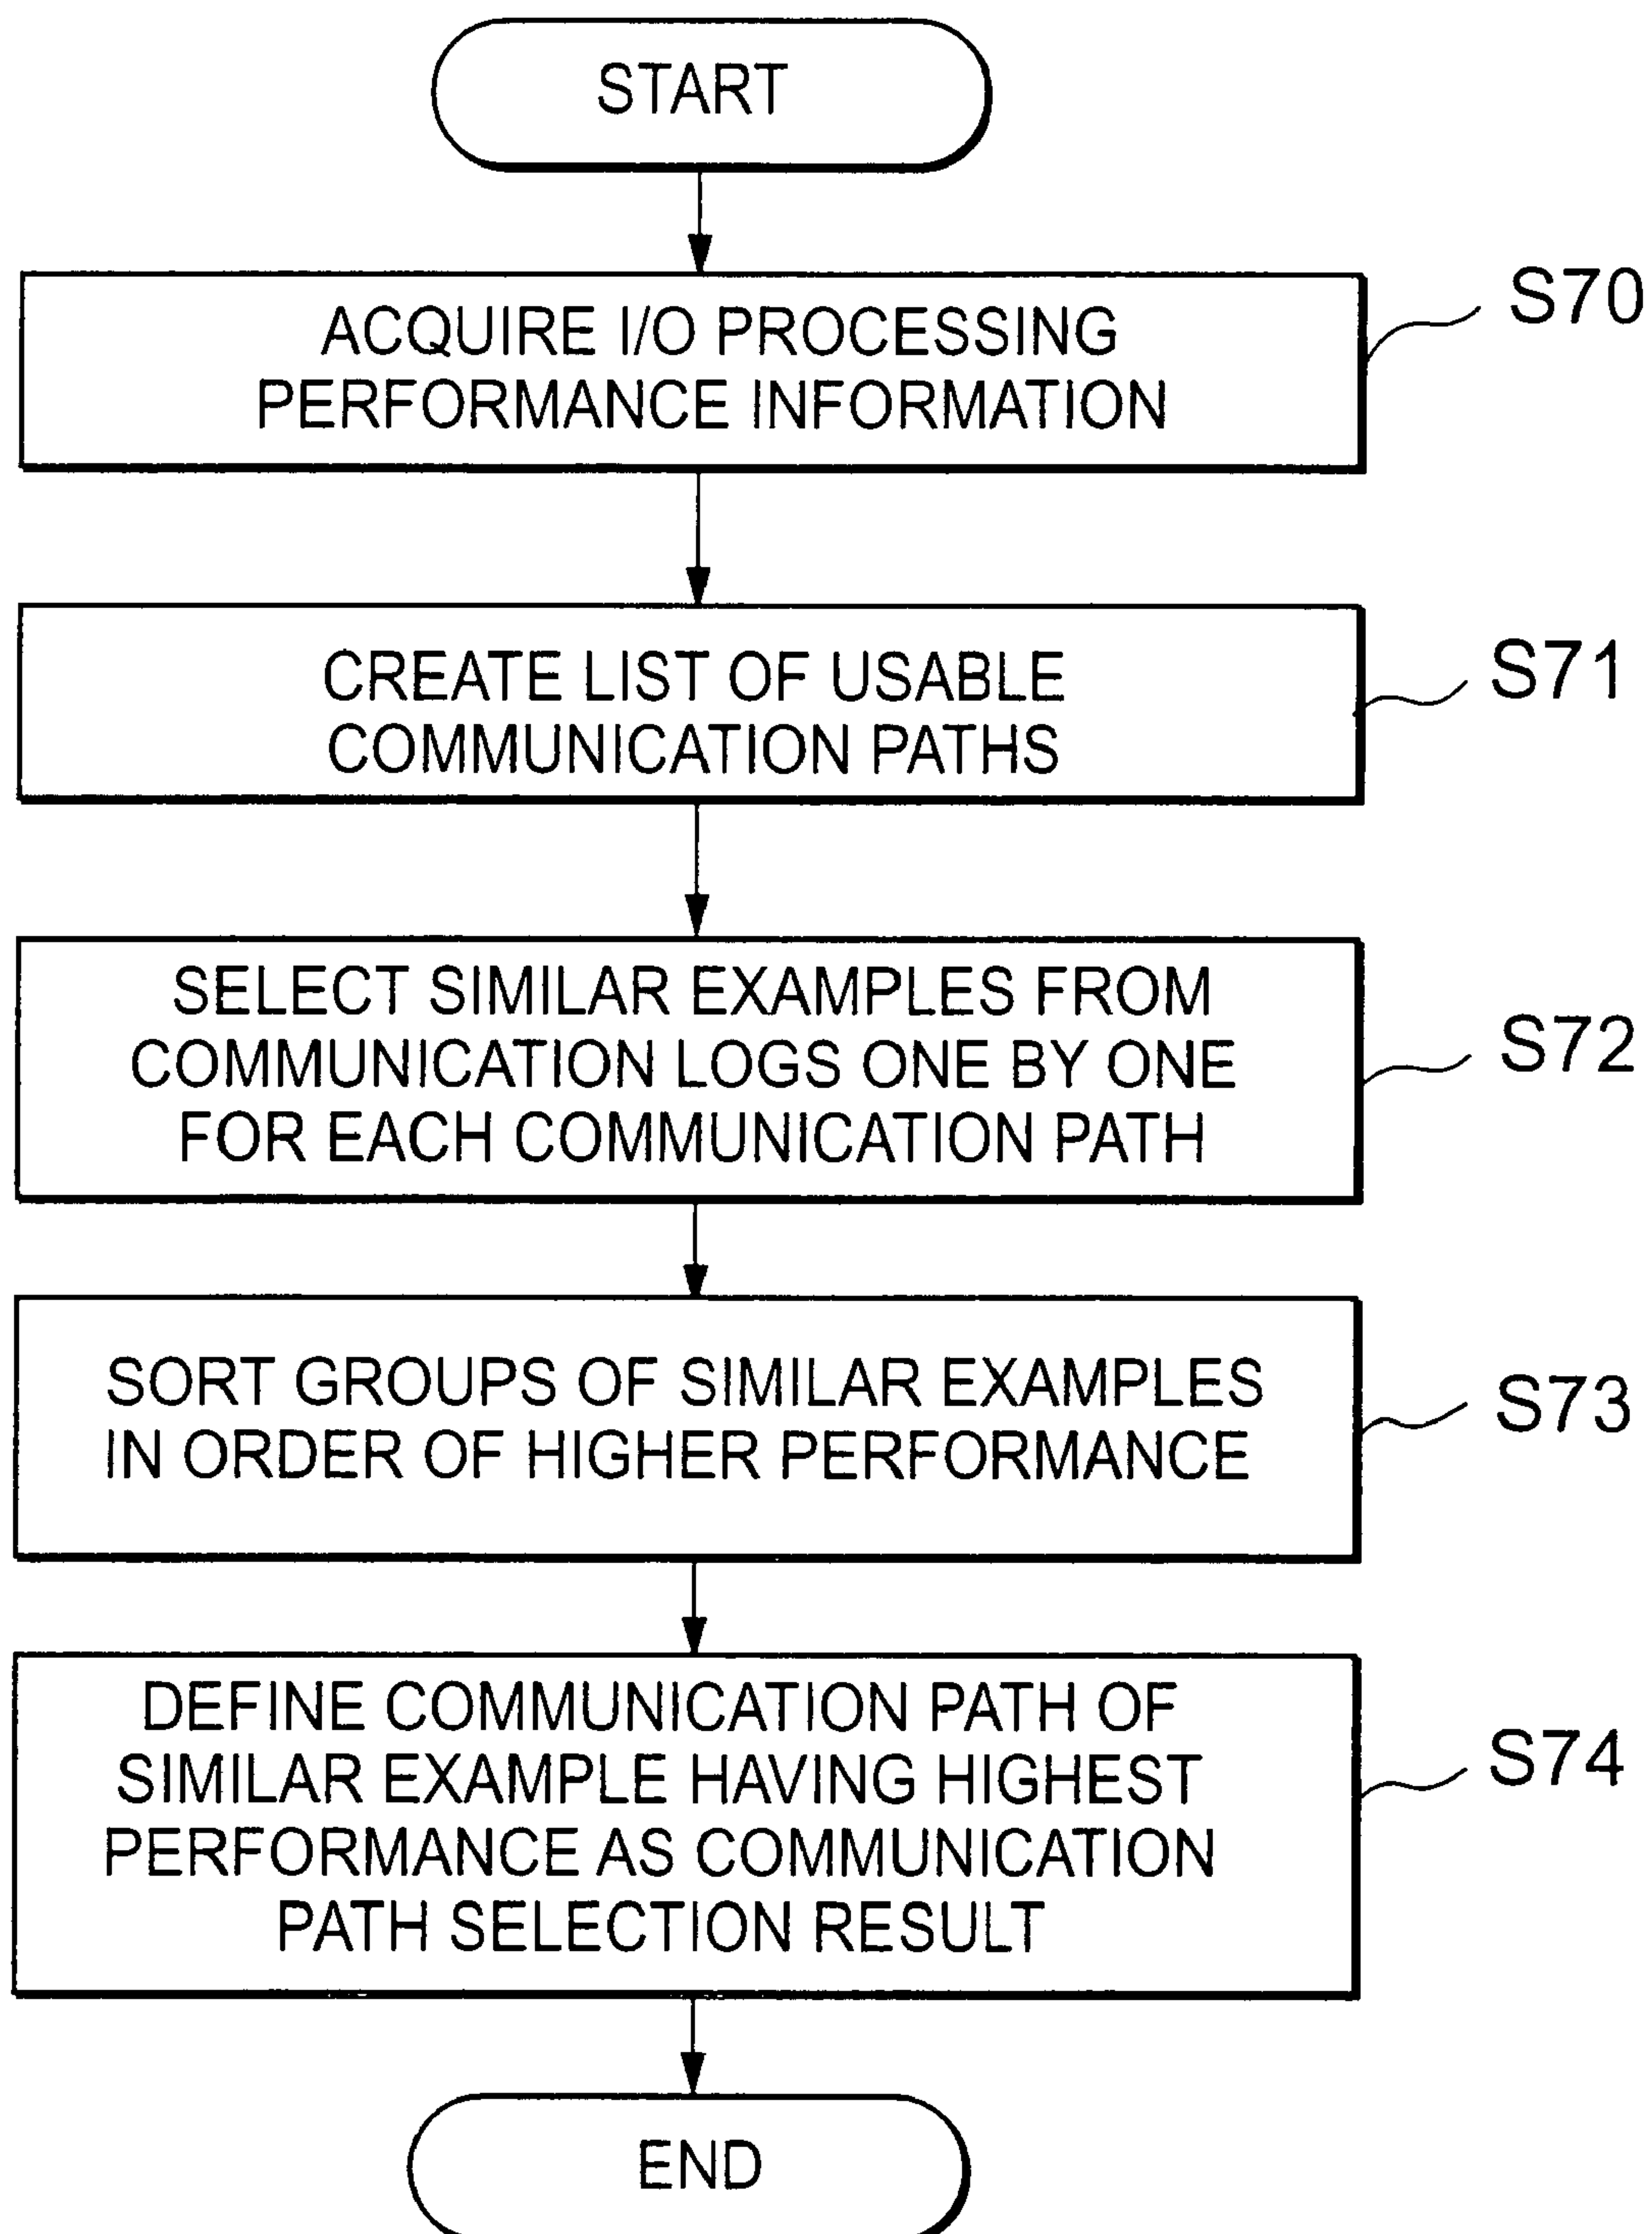 START
ACQUIRE I/O PROCESSING
PERFORMANCE INFORMATION
S70
CREATE LIST OF USABLE
COMMUNICATION PATHS
S71
SELECT SIMILAR EXAMPLES FROM
COMMUNICATION LOGS ONE BY ONE
FOR EACH COMMUNICATION PATH
S72
SORT GROUPS OF SIMILAR EXAMPLES
IN ORDER OF HIGHER PERFORMANCE
S73
DEFINE COMMUNICATION PATH OF
SIMILAR EXAMPLE HAVING HIGHEST
PERFORMANCE AS COMMUNICATION
PATH SELECTION RESULT
S74
END